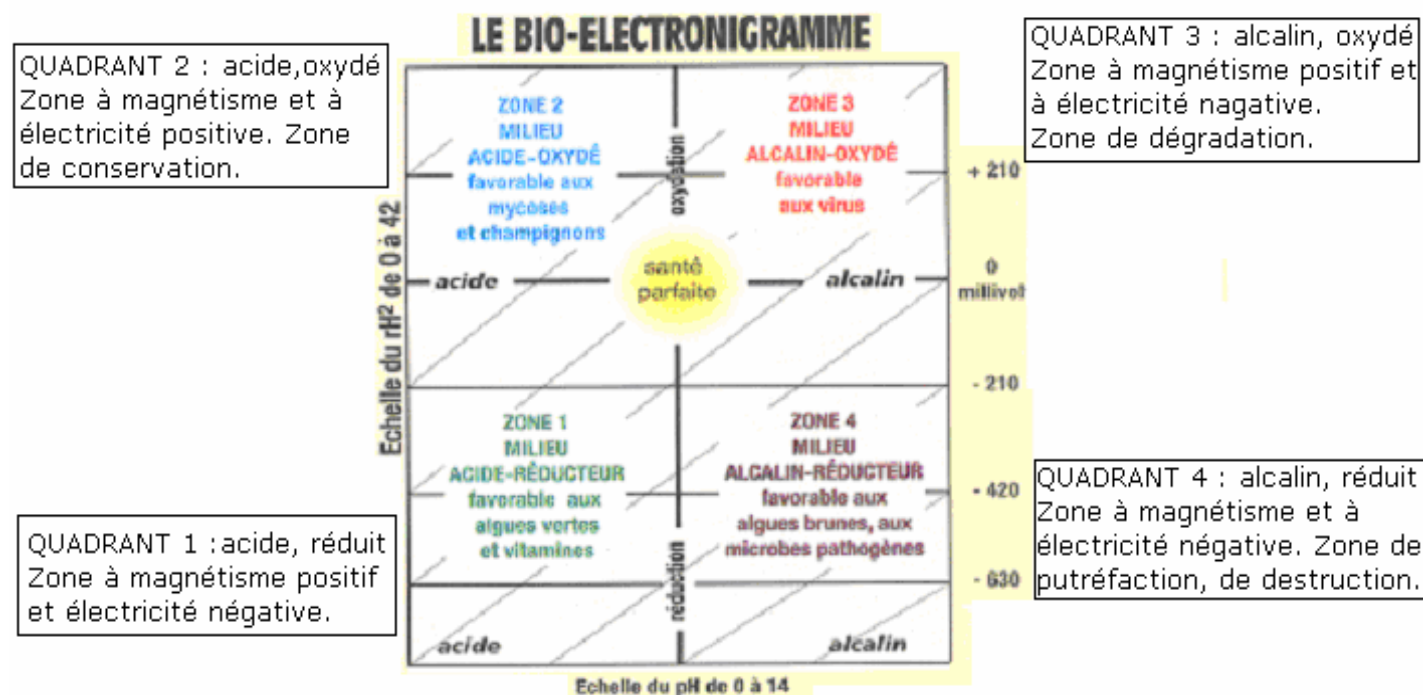 LE BIO-ELECTRONIGRAMME
QUADRANT 2 : acide,oxydé
Zone à magnétisme et à
électricité positive. Zone
de conservation.
QUADRANT 3 : alcalin, oxydé
Zone à magnétisme positif et
à électricité nagative.
Zone de dégradation.
ZONE 2
MILIEU
ACIDE-OXYDÉ
favorable aux
mycoses
et champignons
oxydation
ZONE 3
MILIEU
ALCALIN-OXYDÉ
favorable
aux virus
+ 210
Echelle du rH² de 0 à 42
acide
santé
parfaite
alcalin
0
millivolt
- 210
ZONE 1
MILIEU
ACIDE-RÉDUCTEUR
favorable aux
algues vertes
et vitamines
réduction
ZONE 4
MILIEU
ALCALIN-RÉDUCTEUR
favorable aux
algues brunes, aux
microbes pathogènes
- 420
- 630
QUADRANT 1 :acide, réduit
Zone à magnétisme positif
et électricité négative.
QUADRANT 4 : alcalin, réduit
Zone à magnétisme et à
électricité négative. Zone de
putréfaction, de destruction.
acide
alcalin
Echelle du pH de 0 à 14